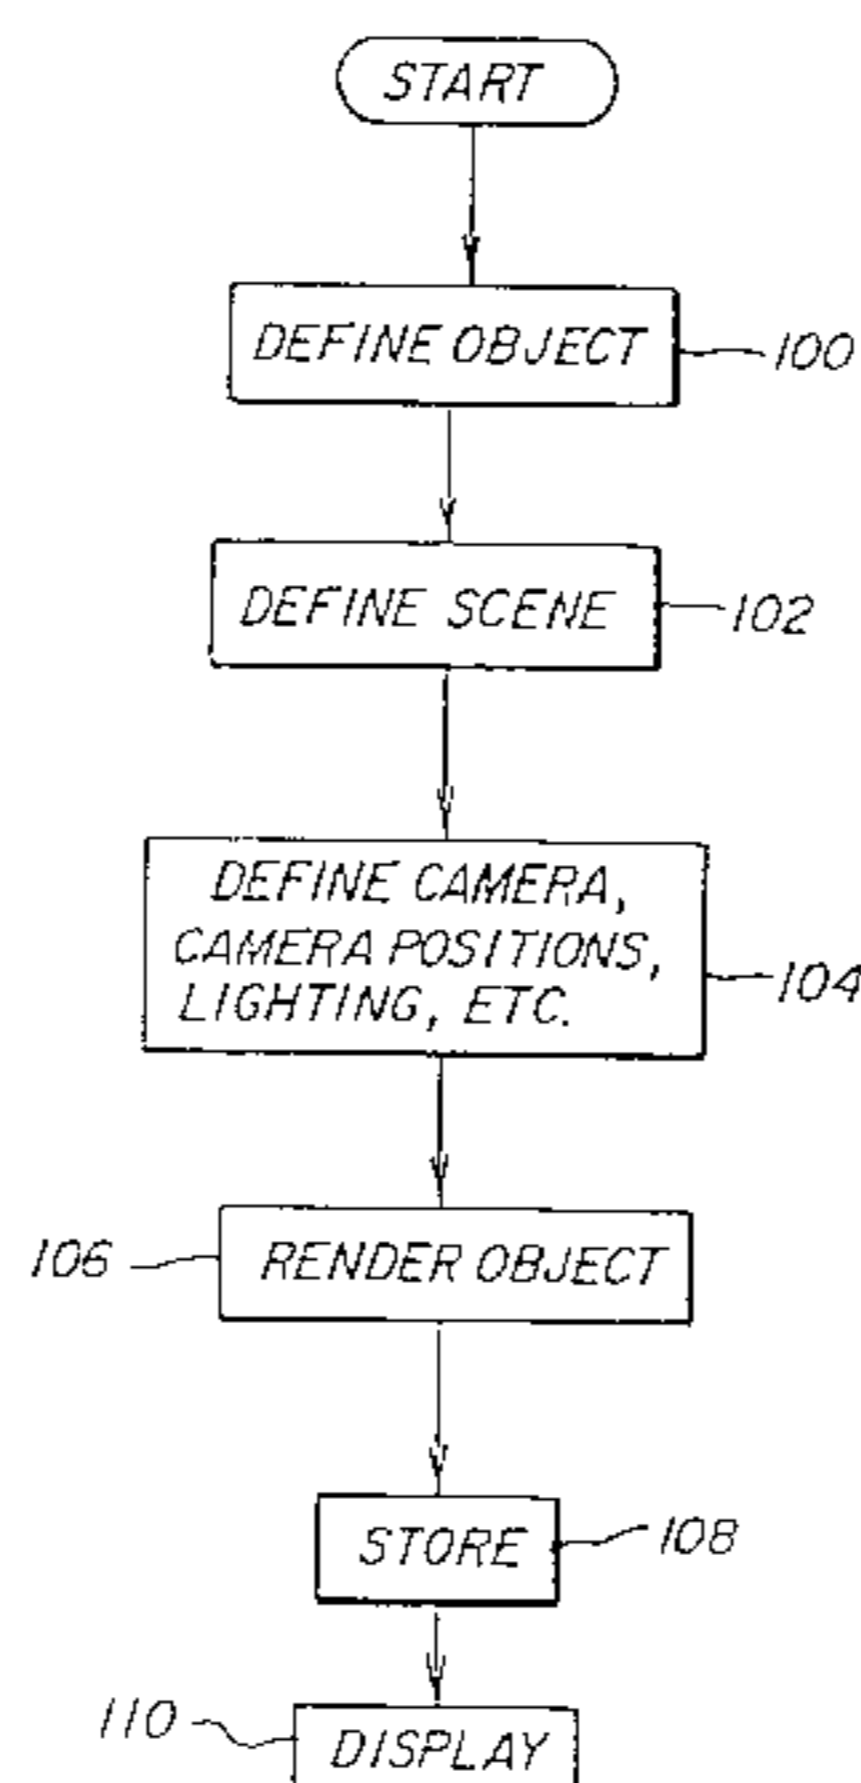 START
DEFINE OBJECT
100
DEFINE SCENE
102
DEFINE CAMERA,
CAMERA POSITIONS,
LIGHTING, ETC.
104
106
RENDER OBJECT
STORE
108
110
DISPLAY